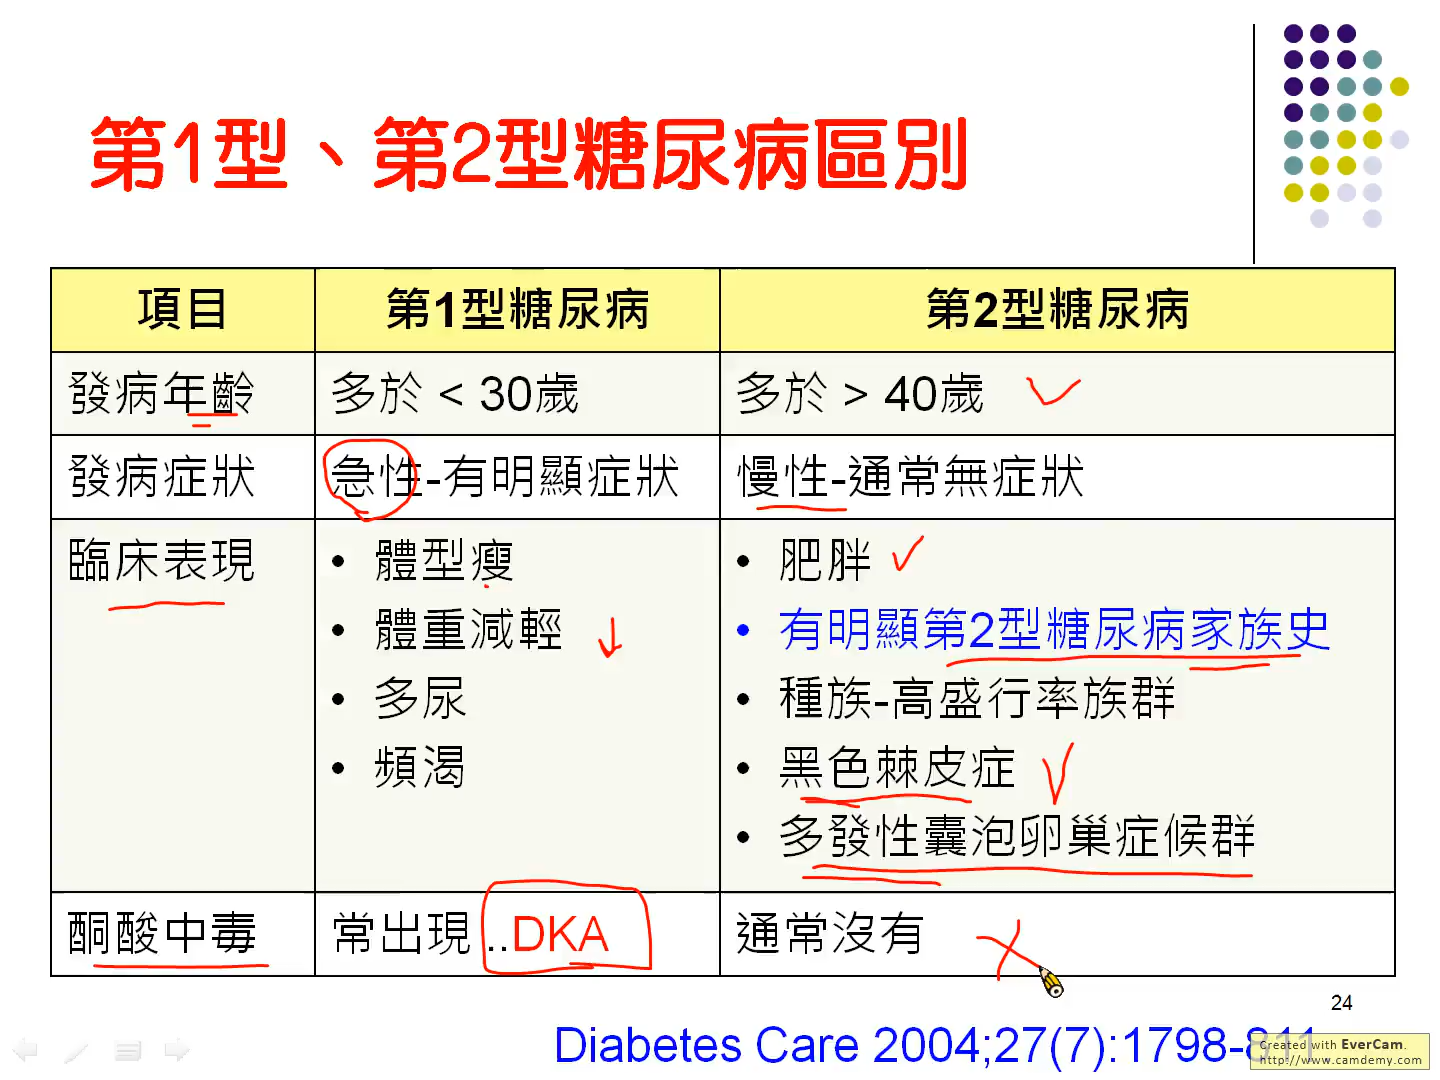 第1型、第2型糖尿病區別
項目 第1型糖尿病 第2型糖尿病
發病年齡 多於 < 30歲 多於 > 40歲
發病症狀 急性-有明顯症狀 慢性-通常無症狀
臨床表現 • 體型瘦 • 肥胖
• 體重減輕 • 有明顯第2型糖尿病家族史
• 多尿 • 種族-高盛行率族群
• 頻渴 • 黑色棘皮症
• 多發性囊泡卵巢症候群
酮酸中毒 常出現 ..DKA 通常沒有
24
Diabetes Care 2004;27(7):1798-811
Created with EverCam.
http://www.camdemy.com